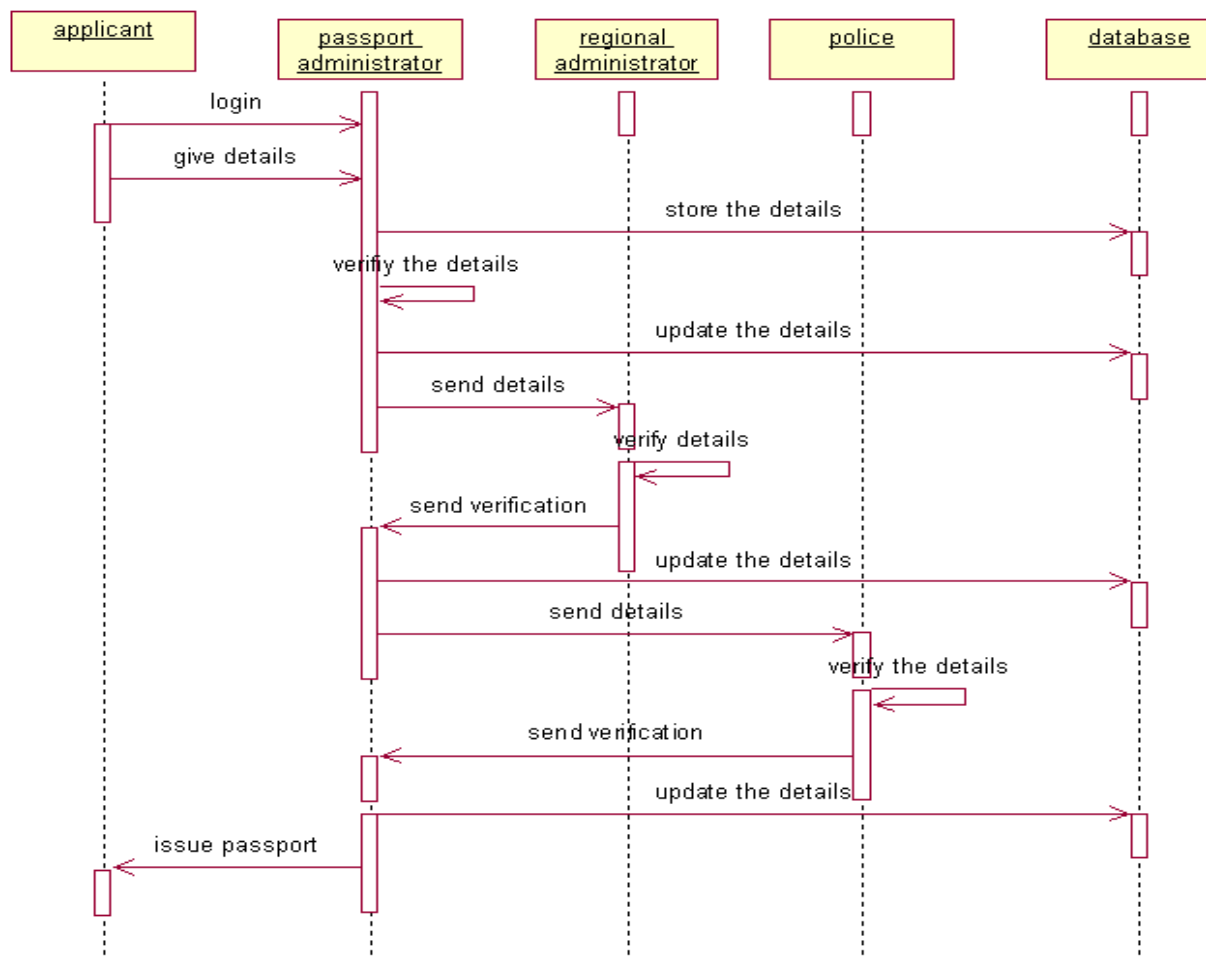 applicant
passport
administrator
regional
administrator
police
database
login
give details
store the details
verifiy the details
update the details
send details
verify details
send verification
update the details
send details
verify the details
send verification
update the details
issue passport